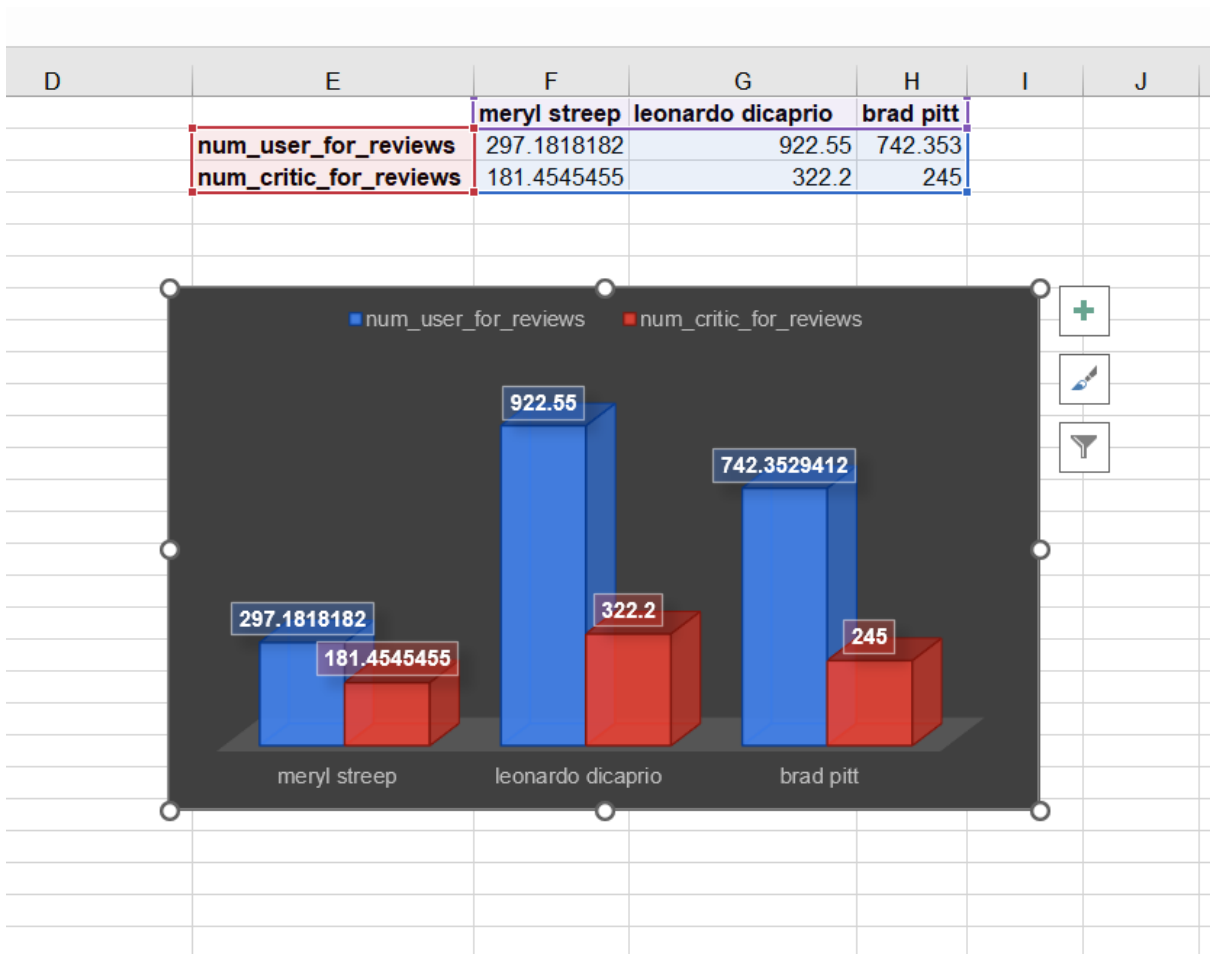 D E F G H I J
meryl streep leonardo dicaprio brad pitt
num_user_for_reviews 297.1818182 922.55 742.353
num_critic_for_reviews 181.4545455 322.2 245
num_user_for_reviews num_critic_for_reviews
922.55
742.3529412
297.1818182
322.2
245
181.4545455
meryl streep leonardo dicaprio brad pitt